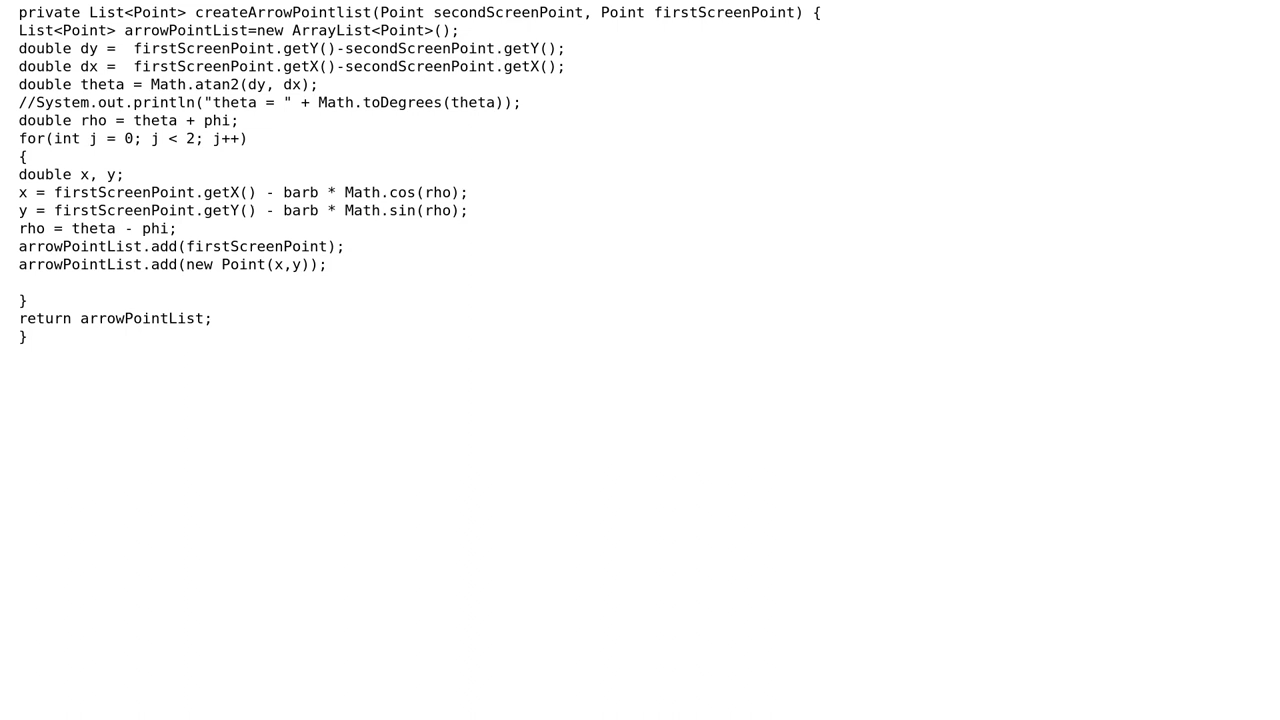 private List<Point> createArrowPointlist(Point secondScreenPoint, Point firstScreenPoint) {
List<Point> arrowPointList=new ArrayList<Point>();
double dy =  firstScreenPoint.getY()-secondScreenPoint.getY();
double dx =  firstScreenPoint.getX()-secondScreenPoint.getX();
double theta = Math.atan2(dy, dx);
//System.out.println("theta = " + Math.toDegrees(theta));
double rho = theta + phi;
for(int j = 0; j < 2; j++)
{
double x, y;
x = firstScreenPoint.getX() - barb * Math.cos(rho);
y = firstScreenPoint.getY() - barb * Math.sin(rho);
rho = theta - phi;
arrowPointList.add(firstScreenPoint);
arrowPointList.add(new Point(x,y));

}
return arrowPointList;
}